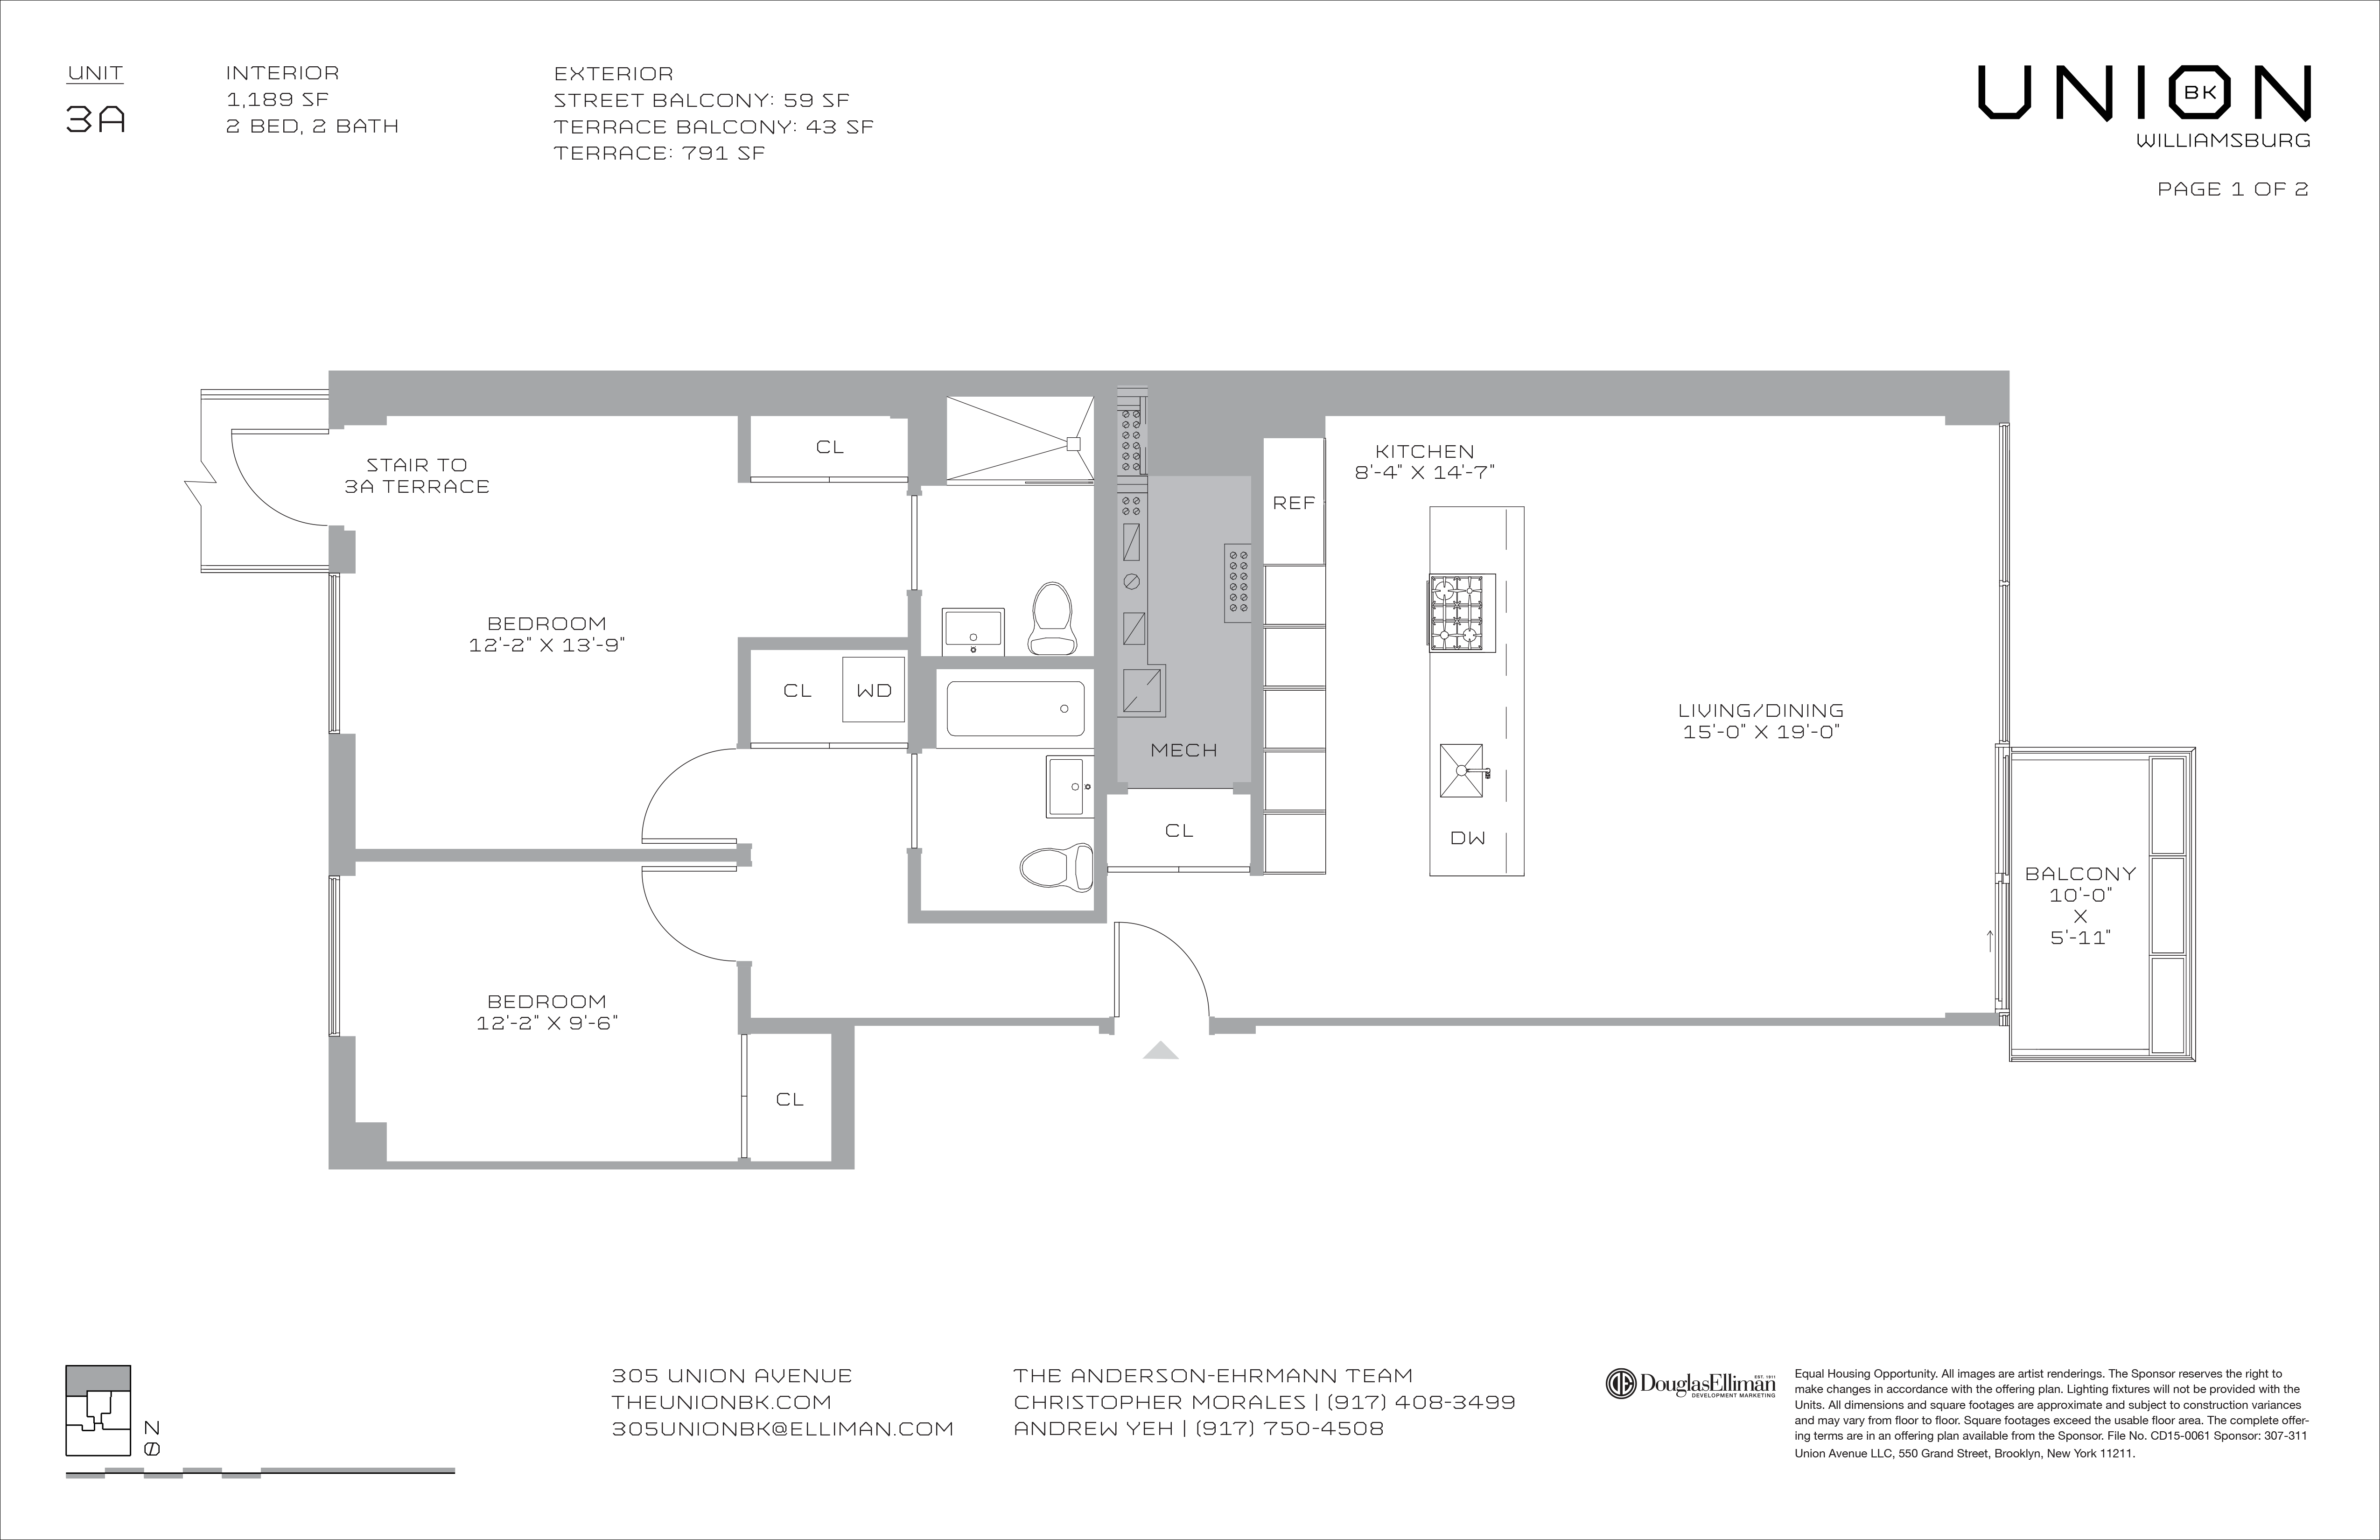 UNIT
3A
INTERIOR
1,189 SF
2 BED, 2 BATH
EXTERIOR
STREET BALCONY: 59 SF
TERRACE BALCONY: 43 SF
TERRACE: 791 SF
UNION
BK
WILLIAMSBURG
PAGE 1 OF 2
STAIR TO
3A TERRACE
CL
KITCHEN
8'-4" X 14'-7"
REF
BEDROOM
12'-2" X 13'-9"
CL
WD
MECH
LIVING/DINING
15'-0" X 19'-0"
CL
DW
BALCONY
10'-0"
X
5'-11"
BEDROOM
12'-2" X 9'-6"
CL
N
305 UNION AVENUE
THEUNIONBK.COM
305UNIONBK@ELLIMAN.COM
THE ANDERSON-EHRMANN TEAM
CHRISTOPHER MORALES | (917) 408-3499
ANDREW YEH | (917) 750-4508
DE
EST. 1911
DouglasElliman
DEVELOPMENT MARKETING
Equal Housing Opportunity. All images are artist renderings. The Sponsor reserves the right to
make changes in accordance with the offering plan. Lighting fixtures will not be provided with the
Units. All dimensions and square footages are approximate and subject to construction variances
and may vary from floor to floor. Square footages exceed the usable floor area. The complete offer-
ing terms are in an offering plan available from the Sponsor. File No. CD15-0061 Sponsor: 307-311
Union Avenue LLC, 550 Grand Street, Brooklyn, New York 11211.